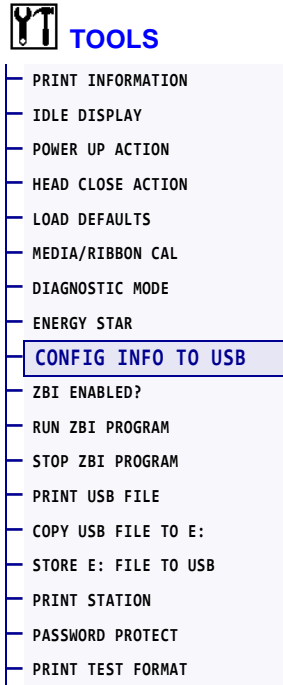 TOOLS
PRINT INFORMATION
IDLE DISPLAY
POWER UP ACTION
HEAD CLOSE ACTION
LOAD DEFAULTS
MEDIA/RIBBON CAL
DIAGNOSTIC MODE
ENERGY STAR
CONFIG INFO TO USB
ZBI ENABLED?
RUN ZBI PROGRAM
STOP ZBI PROGRAM
PRINT USB FILE
COPY USB FILE TO E:
STORE E: FILE TO USB
PRINT STATION
PASSWORD PROTECT
PRINT TEST FORMAT